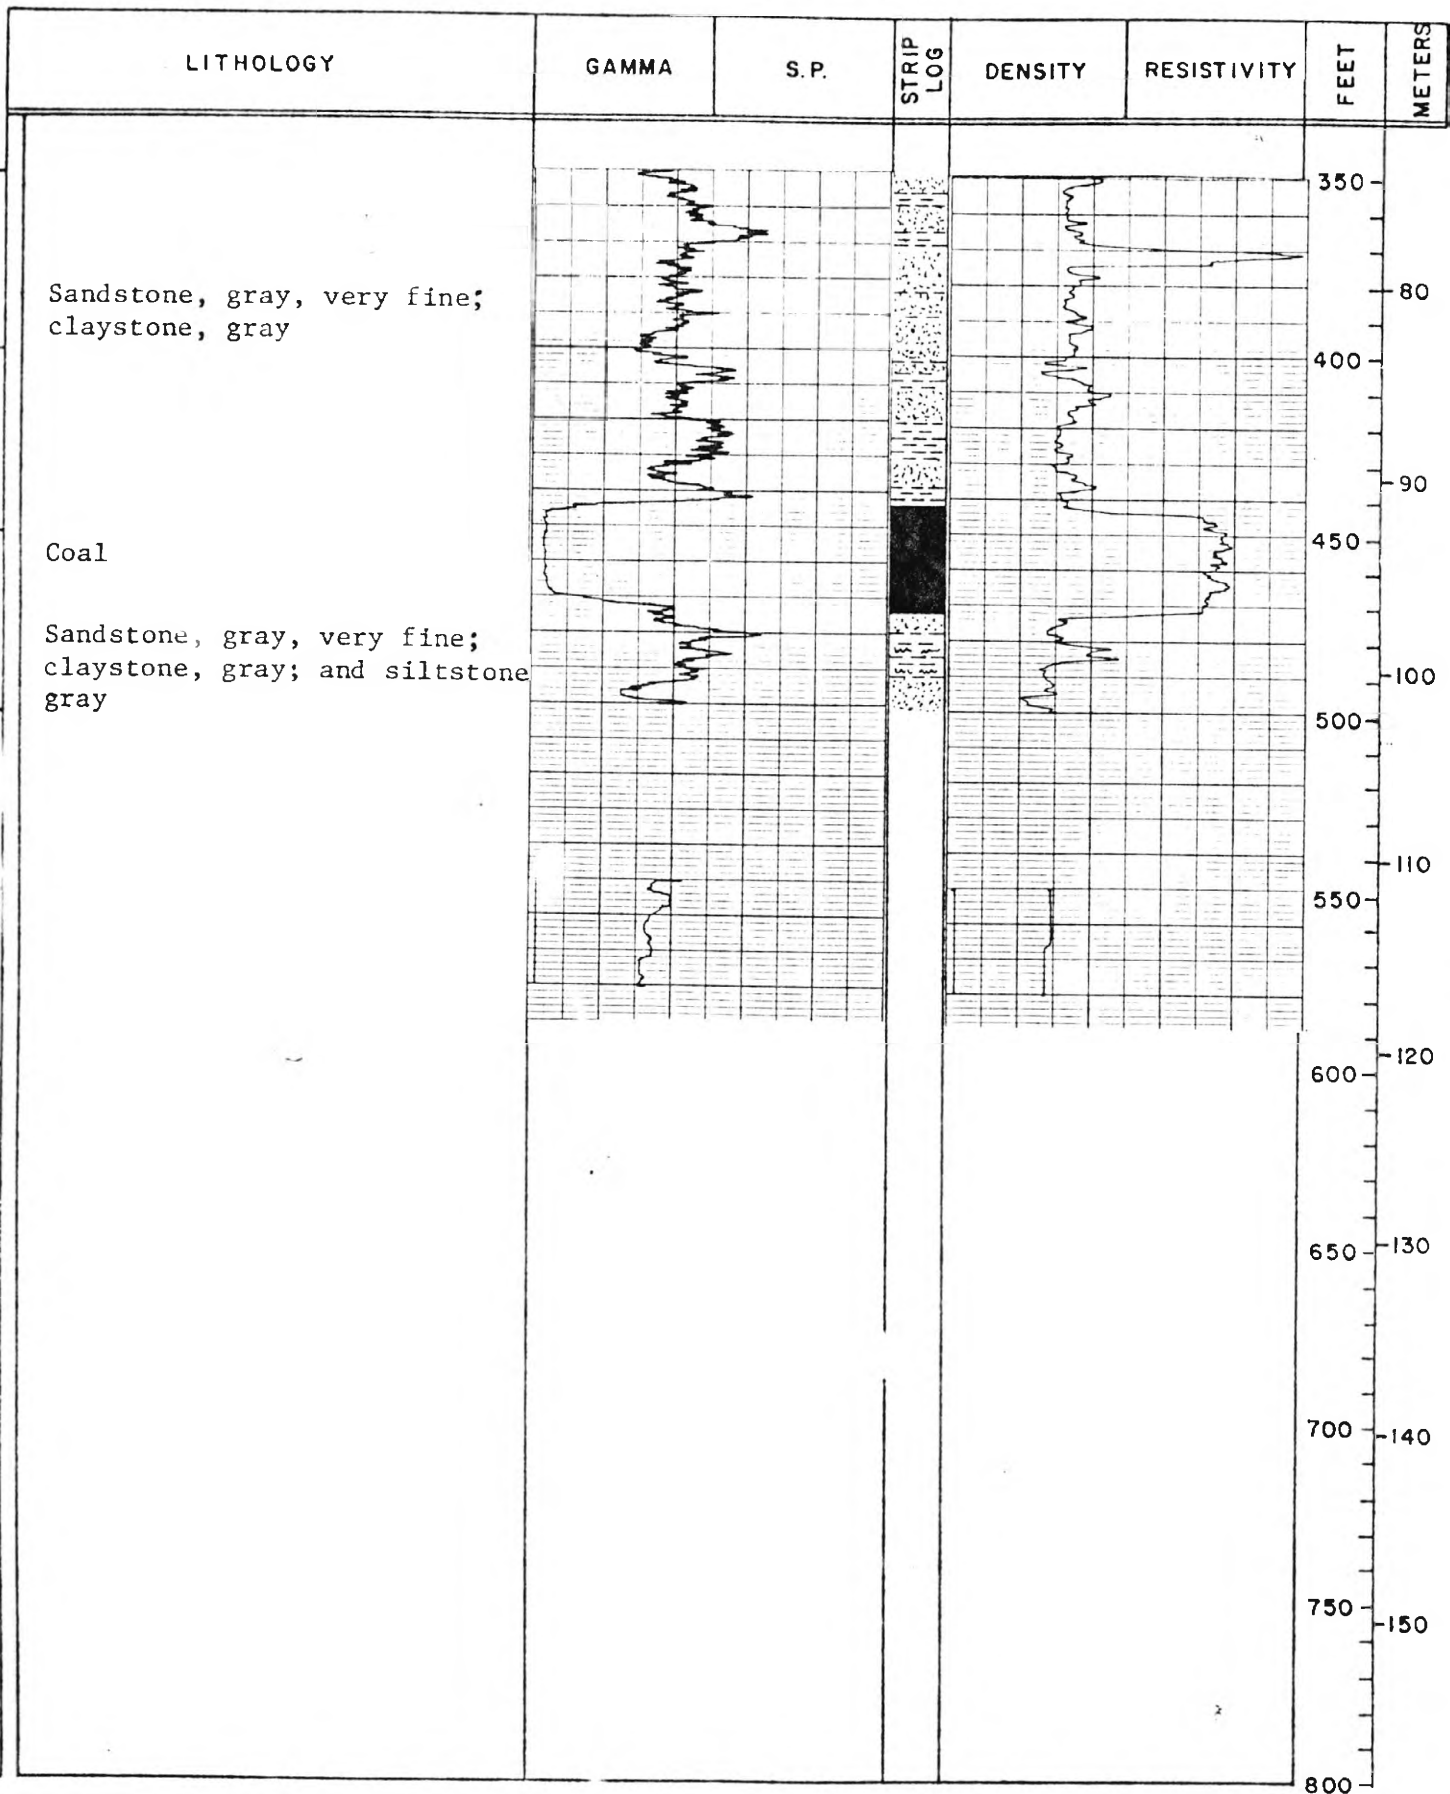 LITHOLOGY
GAMMA
S.P.
STRIP
LOG
DENSITY
RESISTIVITY
FEET
METERS
Sandstone, gray, very fine;
claystone, gray
Coal
Sandstone, gray, very fine;
claystone, gray; and siltstone
gray
350
400
450
500
550
600
650
700
750
800
80
90
100
110
120
130
140
150